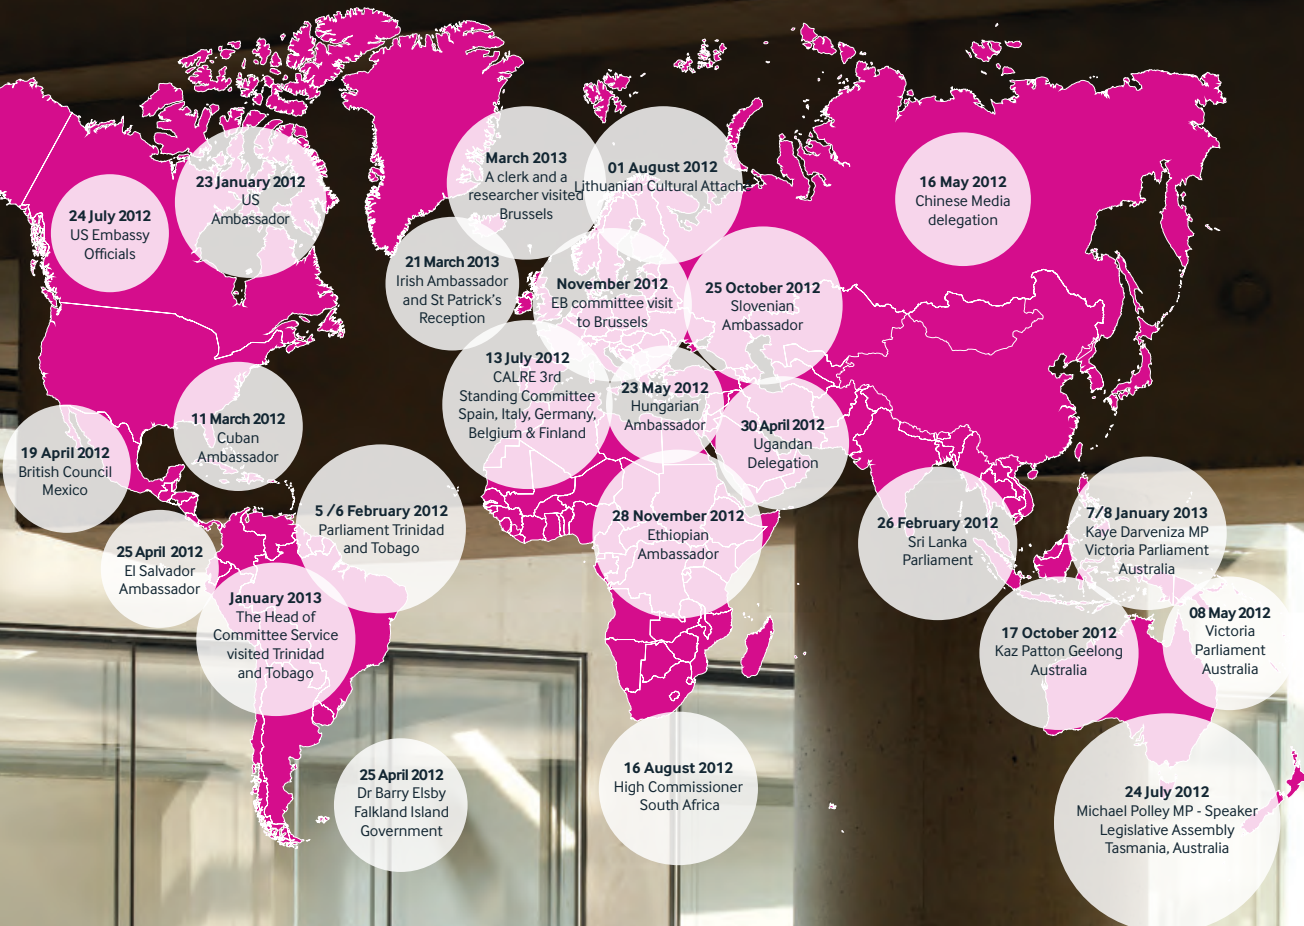 March 2013
A clerk and a
researcher visited
Brussels
01 August 2012
Lithuanian Cultural Attache
23 January 2012
US
Ambassador
16 May 2012
Chinese Media
delegation
24 July 2012
US Embassy
Officials
21 March 2013
Irish Ambassador
and St Patrick's
Reception
November 2012
EB committee visit
to Brussels
25 October 2012
Slovenian
Ambassador
13 July 2012
CALRE 3rd
Standing Committee
Spain, Italy, Germany,
Belgium & Finland
23 May 2012
Hungarian
Ambassador
11 March 2012
Cuban
Ambassador
30 April 2012
Ugandan
Delegation
19 April 2012
British Council
Mexico
5 /6 February 2012
Parliament Trinidad
and Tobago
28 November 2012
Ethiopian
Ambassador
26 February 2012
Sri Lanka
Parliament
7/8 January 2013
Kaye Darveniza MP
Victoria Parliament
Australia
25 April 2012
El Salvador
Ambassador
January 2013
The Head of
Committee Service
visited Trinidad
and Tobago
17 October 2012
Kaz Patton Geelong
Australia
08 May 2012
Victoria
Parliament
Australia
25 April 2012
Dr Barry Elsby
Falkland Island
Government
16 August 2012
High Commissioner
South Africa
24 July 2012
Michael Polley MP - Speaker
Legislative Assembly
Tasmania, Australia